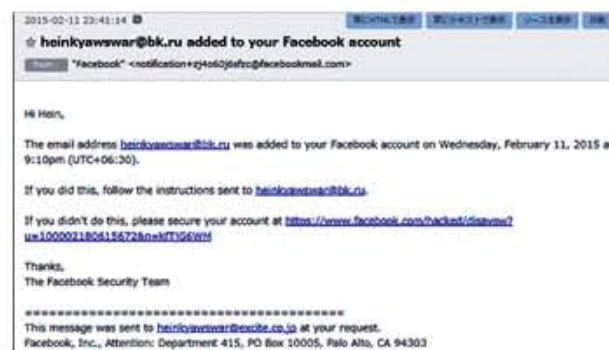 2015-02-11 23:41:14
heinkyawswar@bk.ru added to your Facebook account
"Facebook" <notification+zj4o60j6sfzc@facebookmail.com>
Hi Hein,
The email address heinkyawswar@bk.ru was added to your Facebook account on Wednesday, February 11, 2015 a
9:10pm (UTC+06:30).
If you did this, follow the instructions sent to heinkyawswar@bk.ru.
If you didn't do this, please secure your account at https://www.facebook.com/hacked/disavow?
Thanks,
The Facebook Security Team
========================================
This message was sent to heinkyawswar@excite.co.jp at your request.
Facebook, Inc., Attention: Department 415, PO Box 10005, Palo Alto, CA 94303